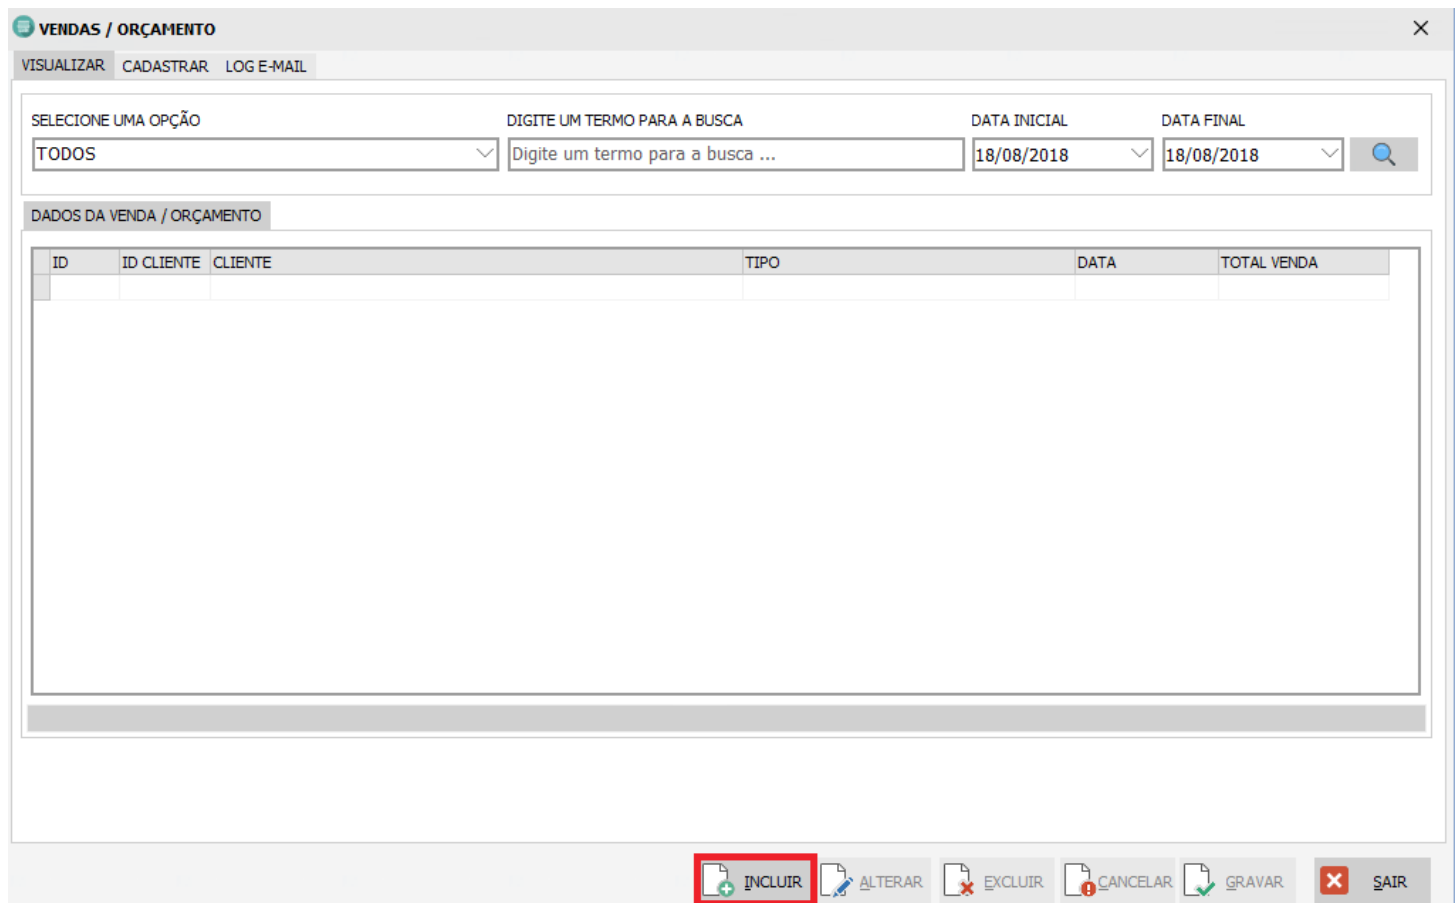 VENDAS / ORÇAMENTO
VISUALIZAR CADASTRAR LOG E-MAIL
SELECIONE UMA OPÇÃO DIGITE UM TERMO PARA A BUSCA DATA INICIAL DATA FINAL
TODOS Digite um termo para a busca ... 18/08/2018 18/08/2018
DADOS DA VENDA / ORÇAMENTO
ID ID CLIENTE CLIENTE TIPO DATA TOTAL VENDA
INCLUIR ALTERAR EXCLUIR CANCELAR GRAVAR SAIR